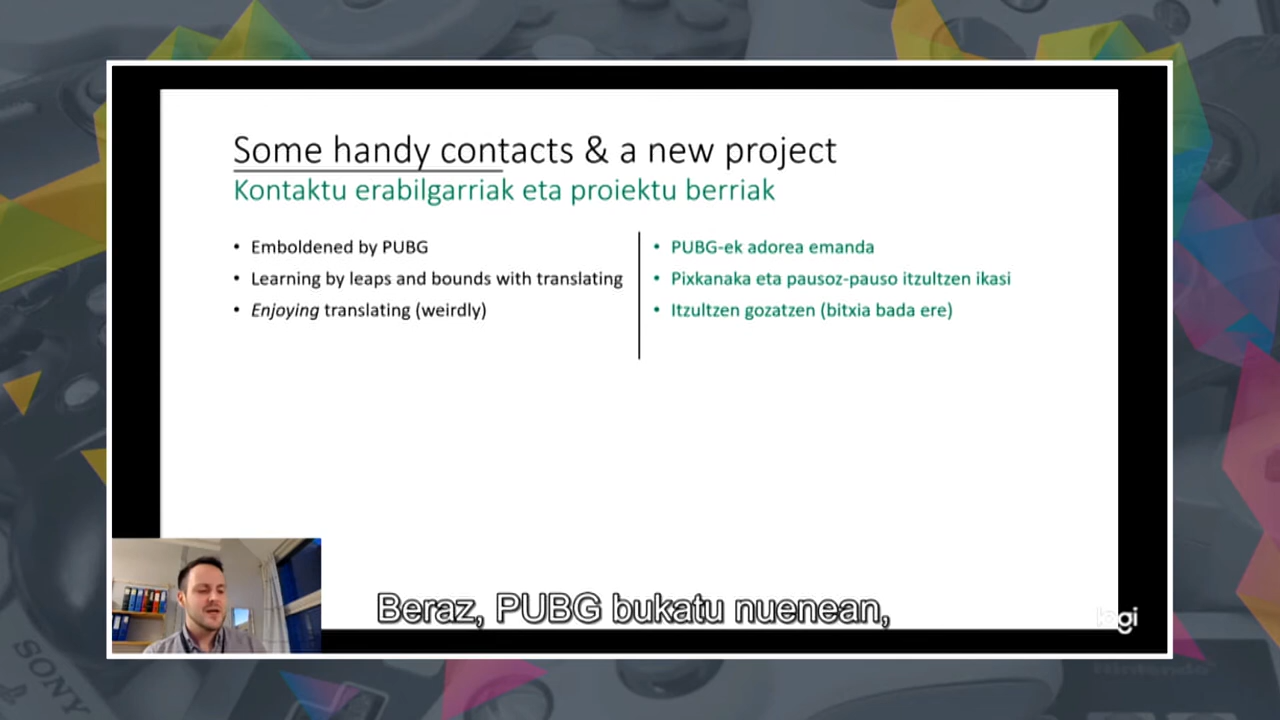 Some handy contacts & a new project
Kontaktu erabilgarriak eta proiektu berriak
• Emboldened by PUBG
• Learning by leaps and bounds with translating
• Enjoying translating (weirdly)
• PUBG-ek adorea emanda
• Pixkanaka eta pausoz-pauso itzultzen ikasi
• Itzultzen gozatzen (bitxia bada ere)
Beraz, PUBG bukatu nuenean,
logi
SONY